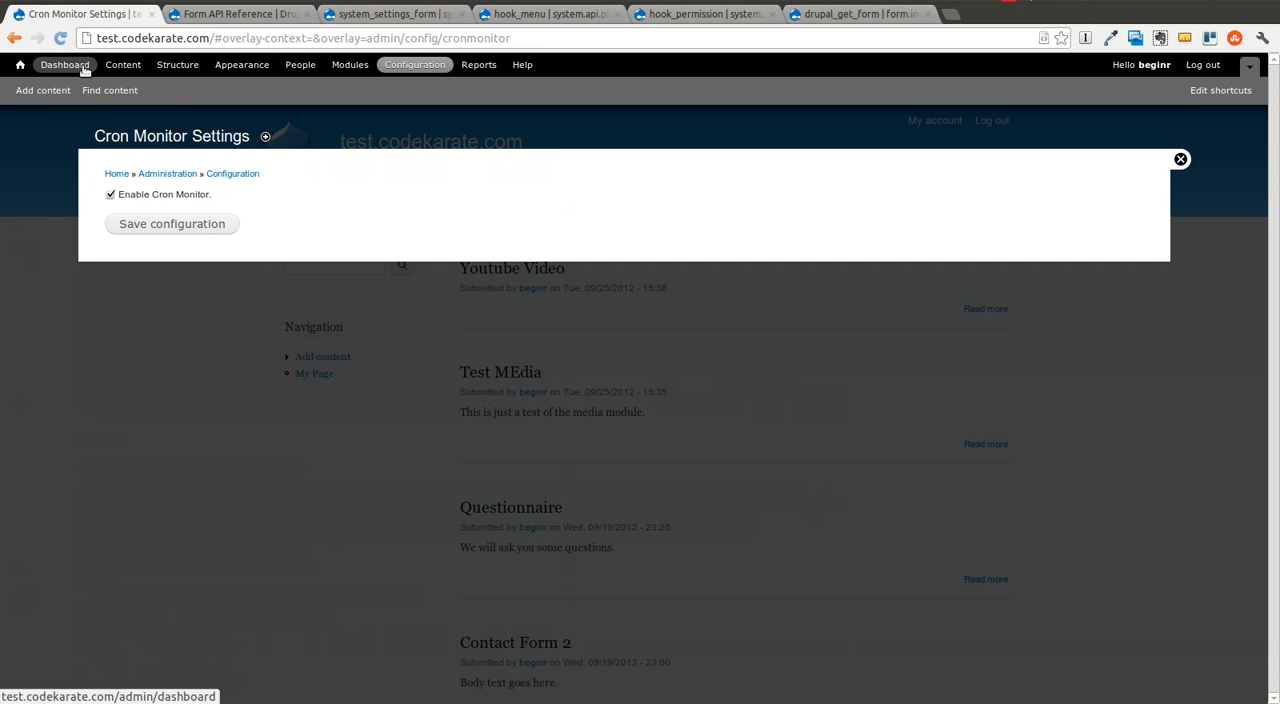 Cron Monitor Settings | te
Form API Reference | Dru
system_settings_form | sy
hook_menu | system.api.ph
hook_permission | system.
drupal_get_form | form.in
test.codekarate.com/#overlay-context=&overlay=admin/config/cronmonitor
Dashboard Content Structure Appearance People Modules Configuration Reports Help Hello beginr Log out
Add content Find content Edit shortcuts
My account Log out
Cron Monitor Settings
test.codekarate.com
Home » Administration » Configuration
Enable Cron Monitor.
Save configuration
Youtube Video
Submitted by beginr on Tue, 09/25/2012 - 15:38
Read more
Navigation
Add content
My Page
Test MEdia
Submitted by beginr on Tue, 09/25/2012 - 15:35
This is just a test of the media module.
Read more
Questionnaire
Submitted by beginr on Wed, 09/19/2012 - 23:25
We will ask you some questions.
Read more
Contact Form 2
Submitted by beginr on Wed, 09/19/2012 - 23:00
Body text goes here.
test.codekarate.com/admin/dashboard